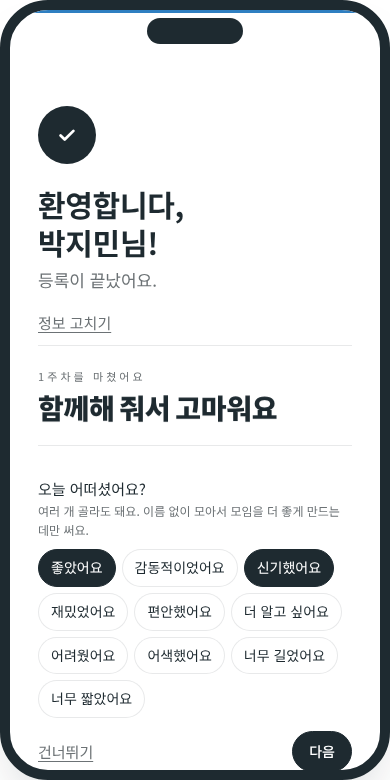 환영합니다,
박지민님!
등록이 끝났어요.
정보 고치기
1주차를 마쳤어요
함께해 줘서 고마워요
오늘 어떠셨어요?
여러 개 골라도 돼요. 이름 없이 모아서 모임을 더 좋게 만드는
데만 써요.
좋았어요 감동적이었어요 신기했어요
재밌었어요 편안했어요 더 알고 싶어요
어려웠어요 어색했어요 너무 길었어요
너무 짧았어요
건너뛰기 다음